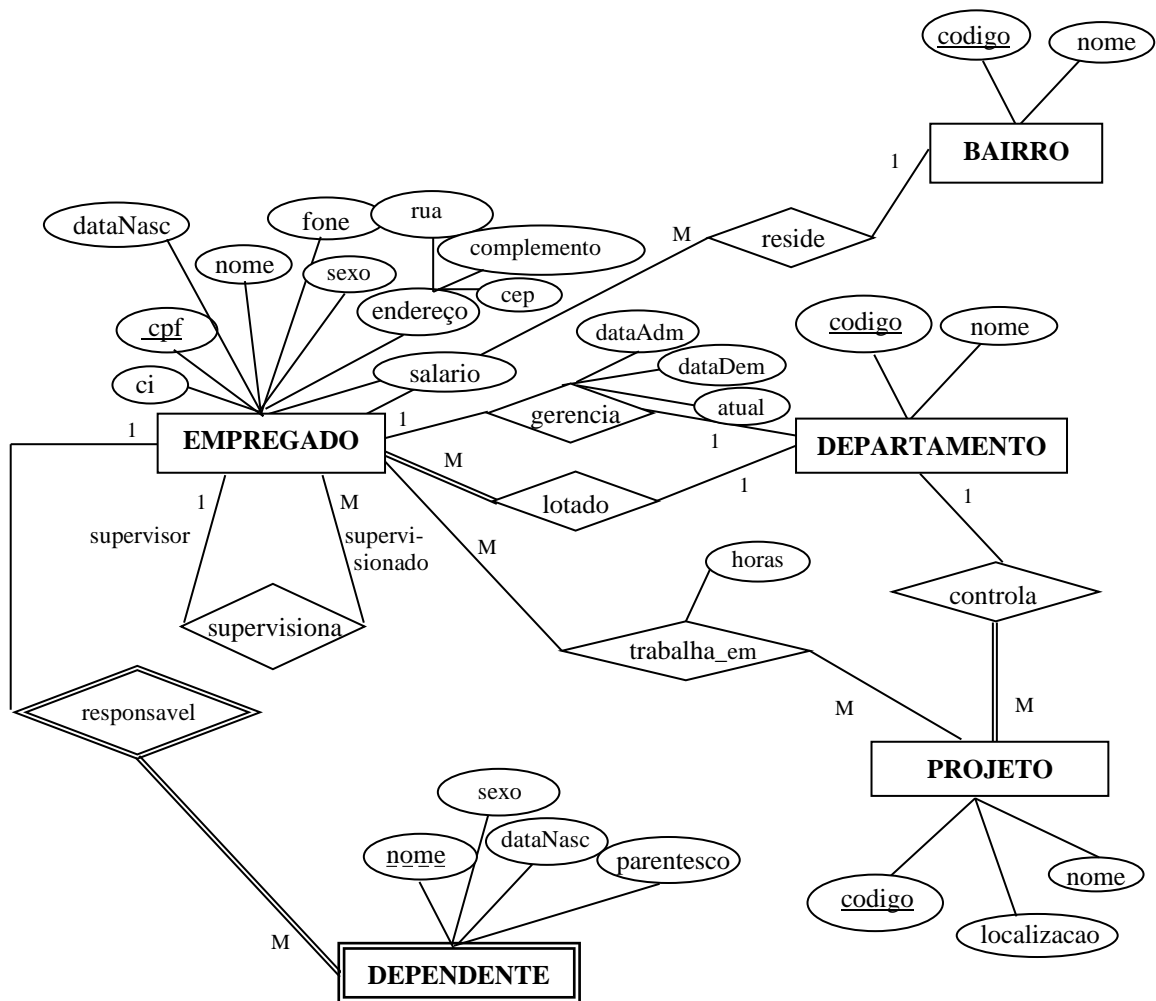 codigo
nome
BAIRRO
1
M
reside
dataNasc
fone
rua
nome
sexo
complemento
cep
endereço
cpf
ci
salario
dataAdm
dataDem
atual
codigo
nome
1
EMPREGADO
1
gerencia
1
DEPARTAMENTO
M
lotado
1
1
1
M
supervisor
supervi-
sionado
supervisiona
M
horas
trabalha_em
M
controla
M
responsavel
PROJETO
sexo
nome
dataNasc
parentesco
codigo
localizacao
nome
M
DEPENDENTE